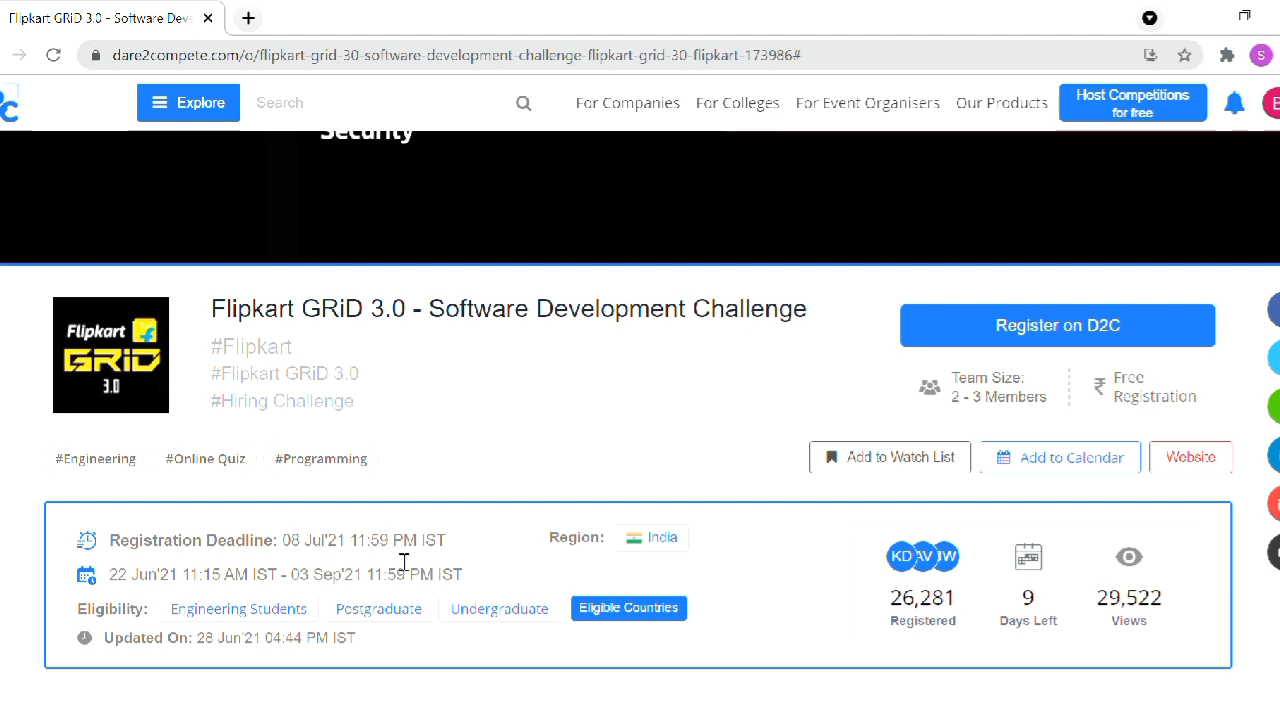 Flipkart GRiD 3.0 - Software Deve
dare2compete.com/o/flipkart-grid-30-software-development-challenge-flipkart-grid-30-flipkart-173986#
S
Explore
Search
For Companies
For Colleges
For Event Organisers
Our Products
Host Competitions
for free
Security
Flipkart
GRiD
3.0
Flipkart GRiD 3.0 - Software Development Challenge
#Flipkart
#Flipkart GRiD 3.0
#Hiring Challenge
Register on D2C
Team Size:
2 - 3 Members
Free
Registration
#Engineering
#Online Quiz
#Programming
Add to Watch List
Add to Calendar
Website
Registration Deadline: 08 Jul'21 11:59 PM IST
Region: India
22 Jun'21 11:15 AM IST - 03 Sep'21 11:59 PM IST
Eligibility: Engineering Students Postgraduate Undergraduate Eligible Countries
Updated On: 28 Jun'21 04:44 PM IST
KD AV
26,281
Registered
9
Days Left
29,522
Views